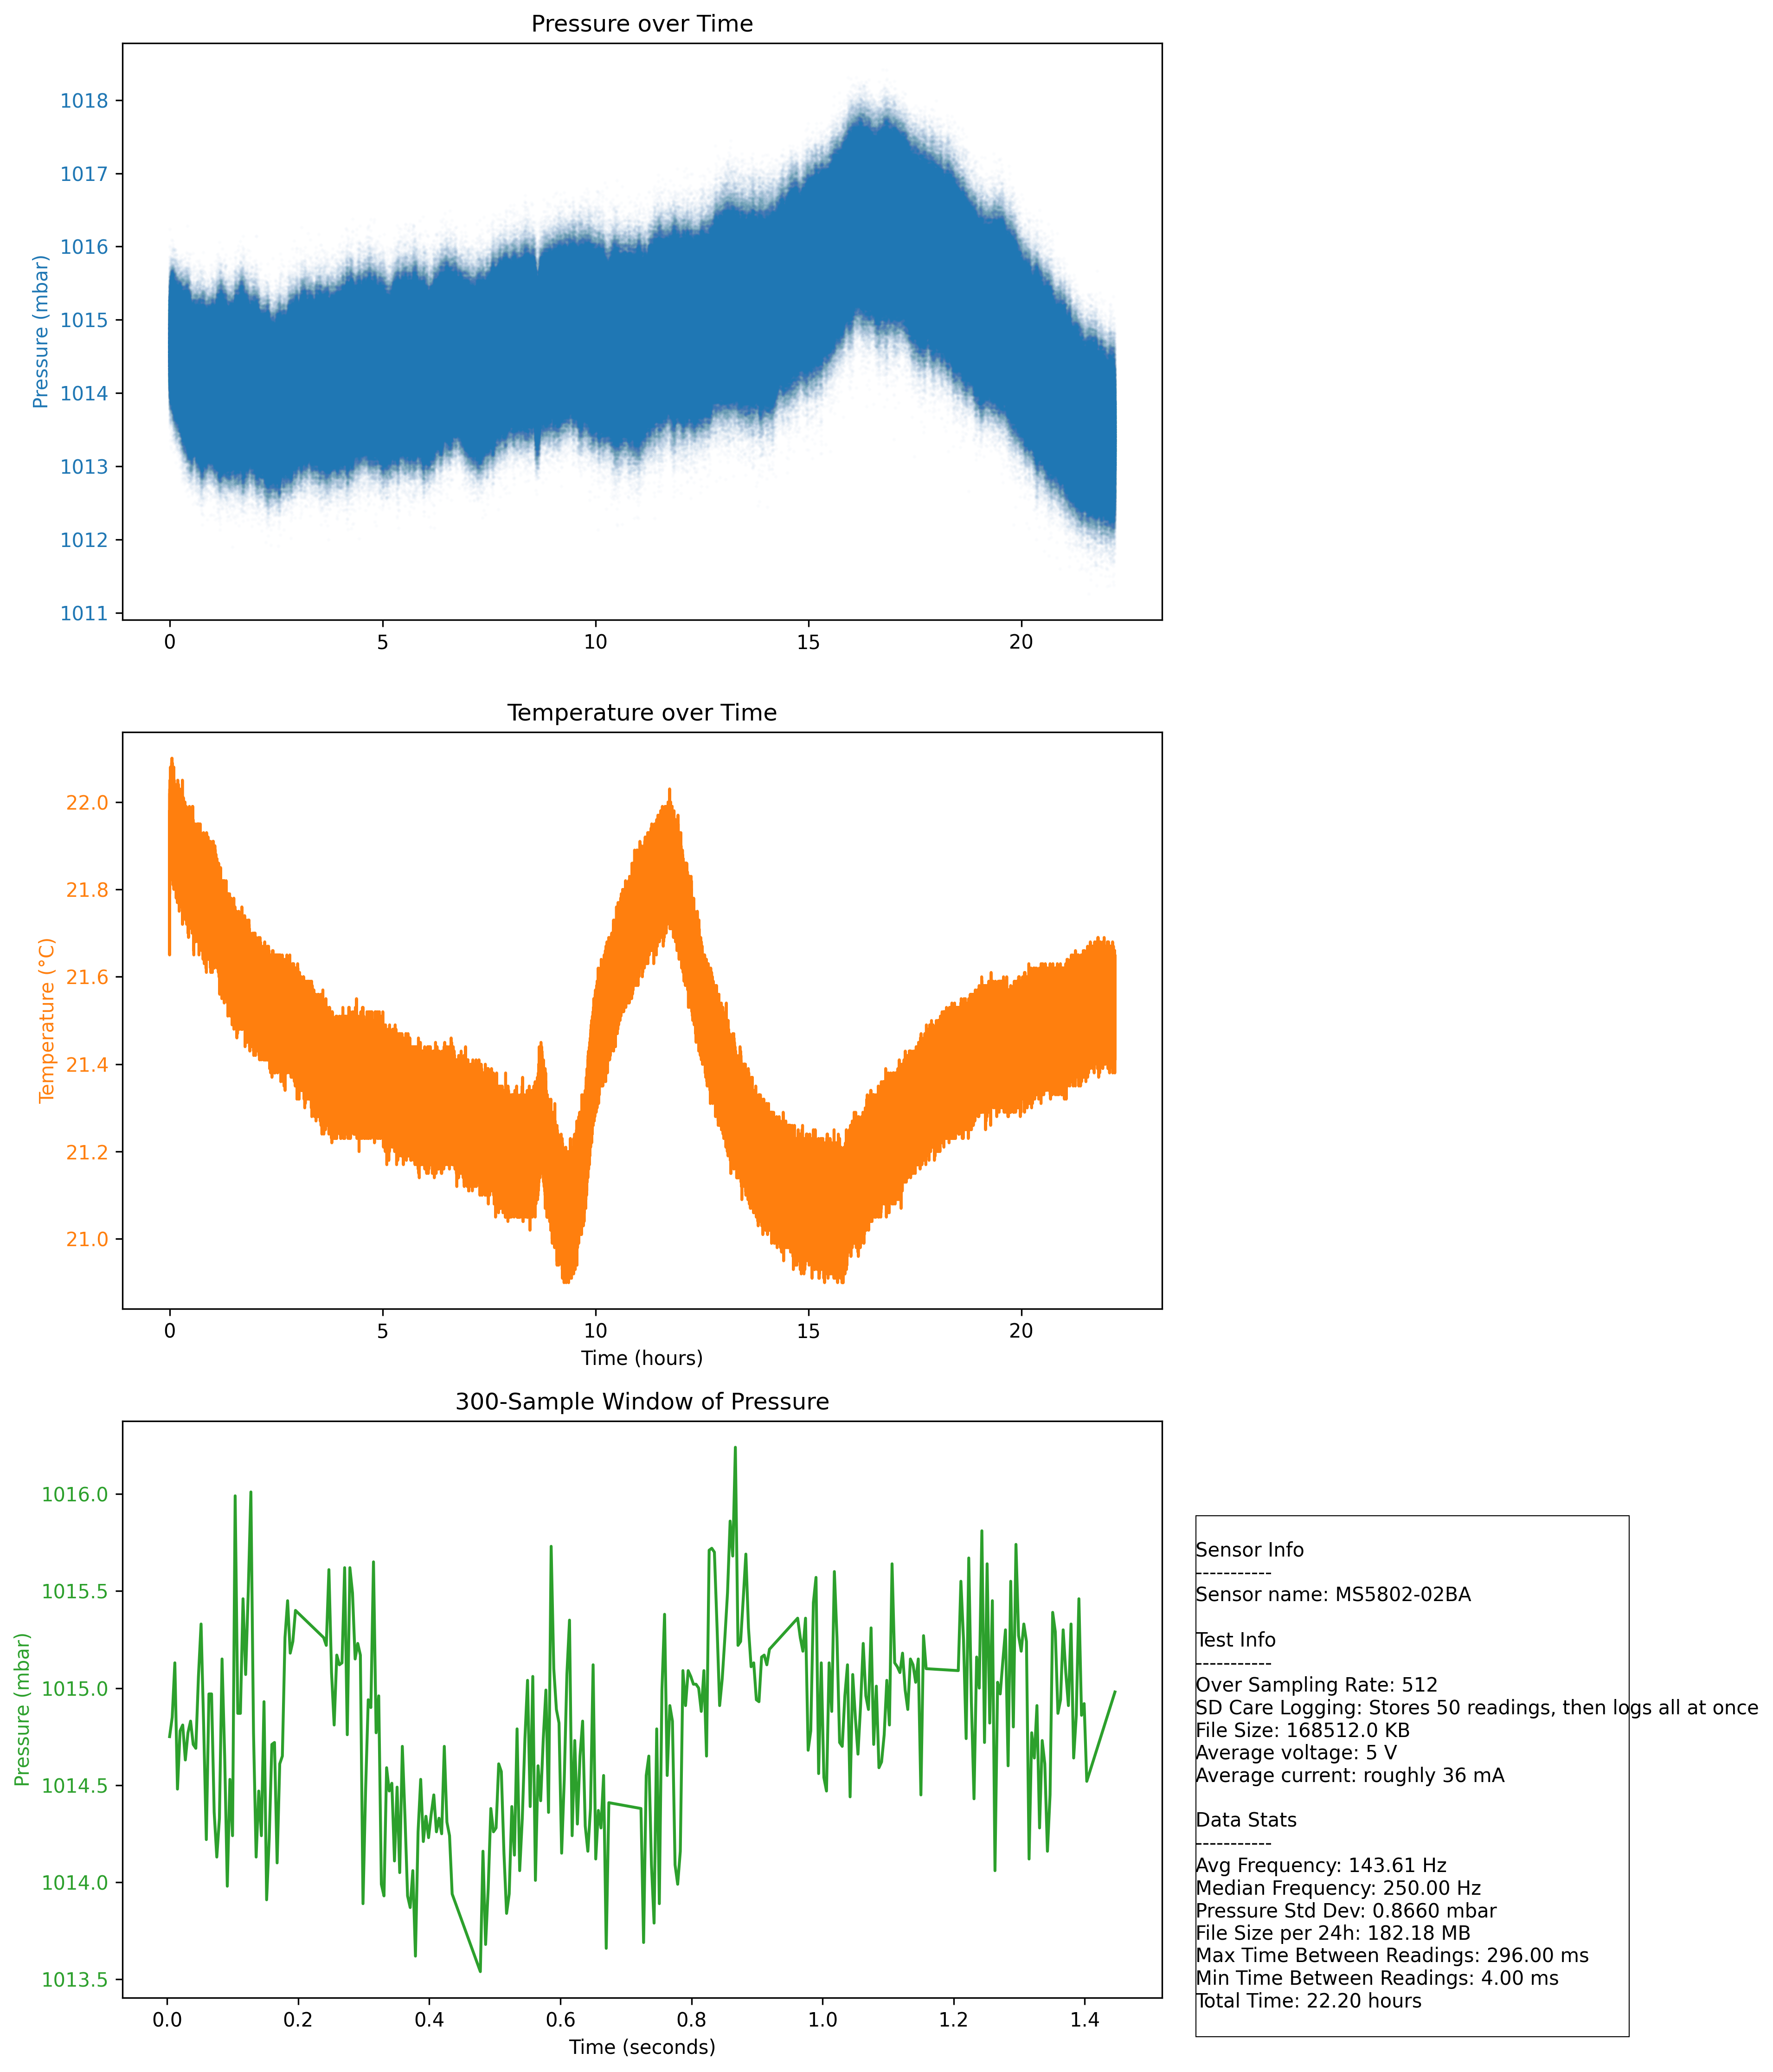 Pressure over Time
Pressure (mbar)
1018
1017
1016
1015
1014
1013
1012
1011
0 5 10 15 20
Temperature over Time
Temperature (°C)
22.0
21.8
21.6
21.4
21.2
21.0
0 5 10 15 20
Time (hours)
300-Sample Window of Pressure
Pressure (mbar)
1016.0
1015.5
1015.0
1014.5
1014.0
1013.5
0.0 0.2 0.4 0.6 0.8 1.0 1.2 1.4
Time (seconds)
Sensor Info
------------
Sensor name: MS5802-02BA
Test Info
------------
Over Sampling Rate: 512
SD Care Logging: Stores 50 readings, then logs all at once
File Size: 168512.0 KB
Average voltage: 5 V
Average current: roughly 36 mA
Data Stats
------------
Avg Frequency: 143.61 Hz
Median Frequency: 250.00 Hz
Pressure Std Dev: 0.8660 mbar
File Size per 24h: 182.18 MB
Max Time Between Readings: 296.00 ms
Min Time Between Readings: 4.00 ms
Total Time: 22.20 hours